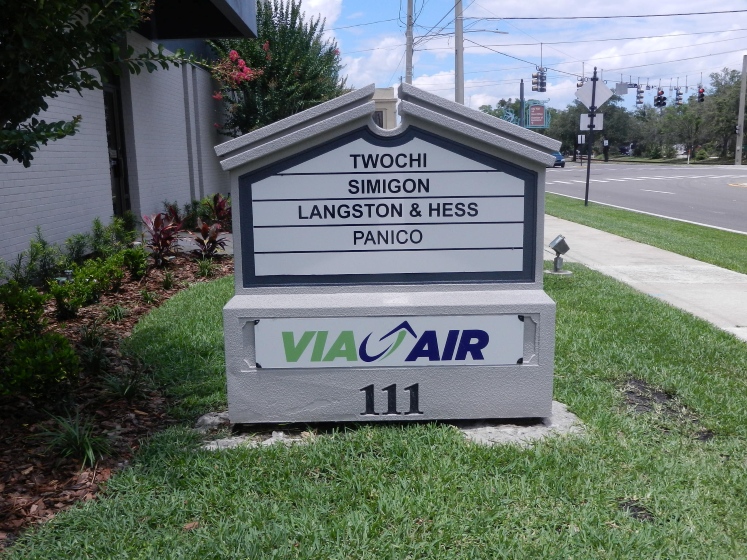 TWOCHI
SIMIGON
LANGSTON & HESS
PANICO
VIA AIR
111